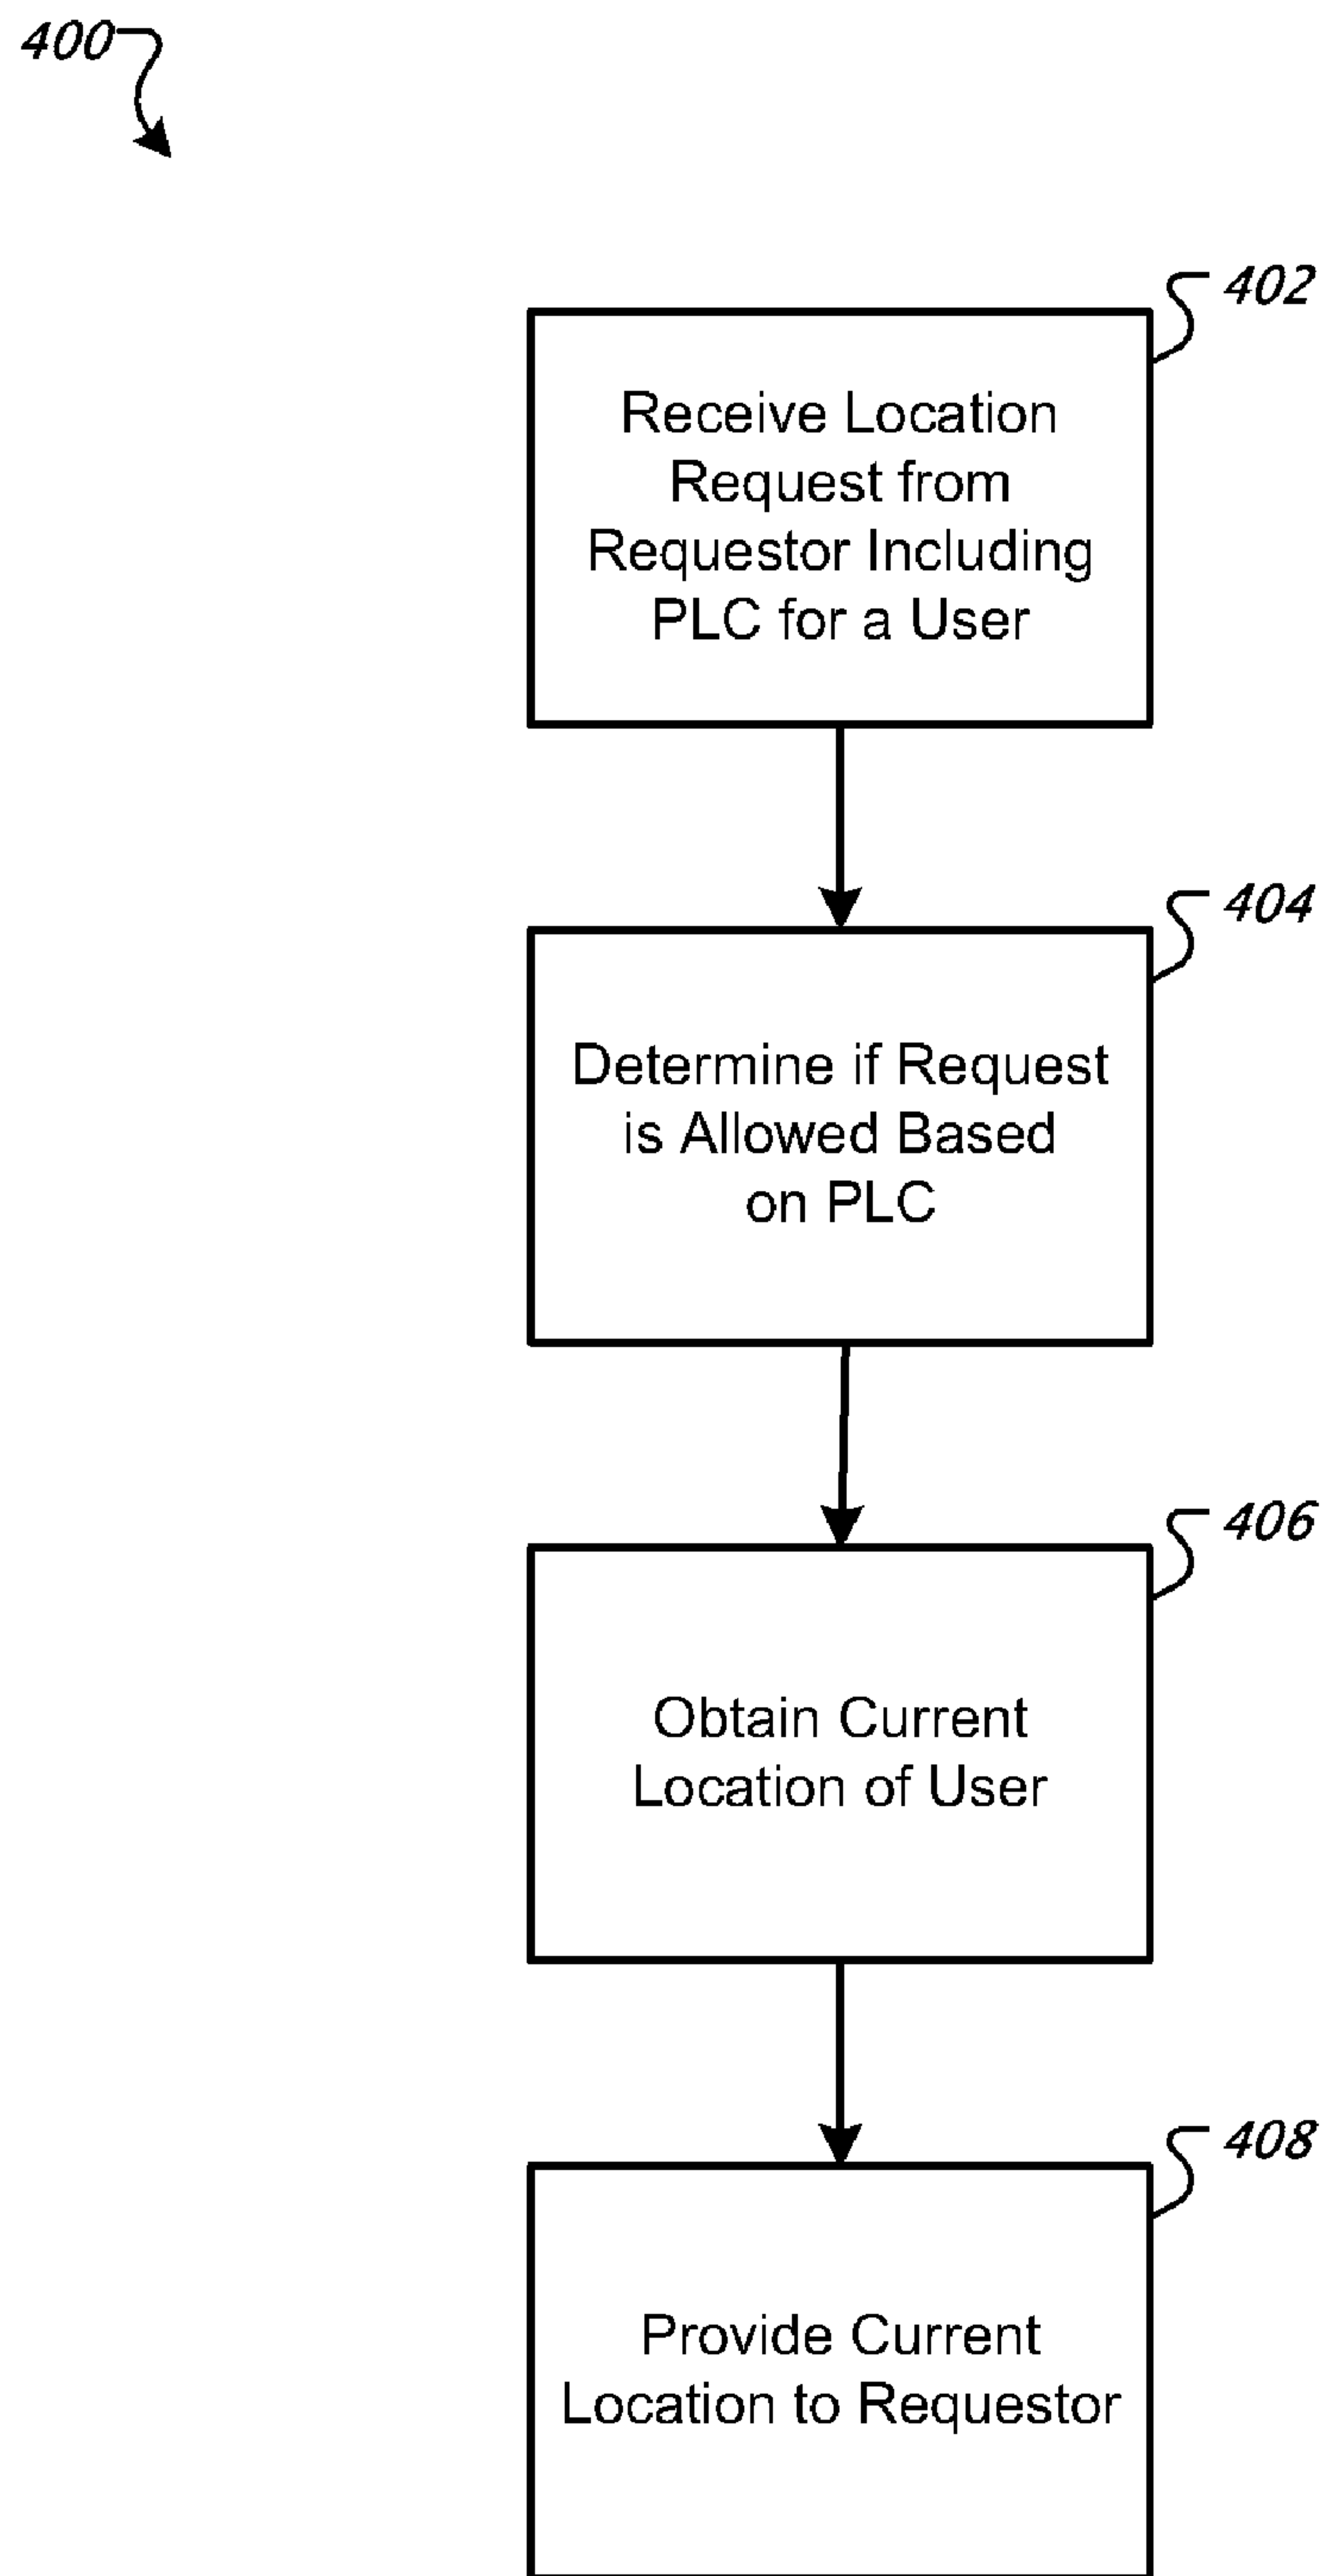 400
402
Receive Location
Request from
Requestor Including
PLC for a User
404
Determine if Request
is Allowed Based
on PLC
406
Obtain Current
Location of User
408
Provide Current
Location to Requestor